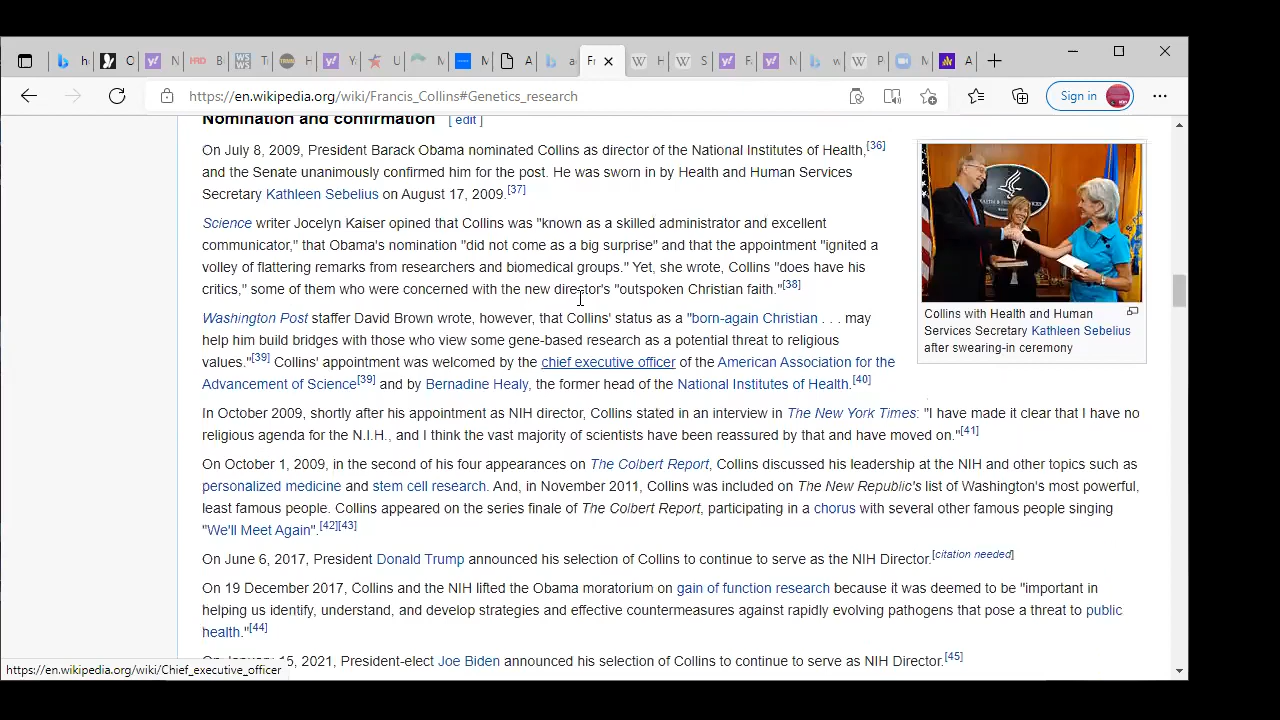 h
O
N
B
T
H
Y
U
M
M
A
a
Fr
H
S
F
N
w
P
M
A
https://en.wikipedia.org/wiki/Francis_Collins#Genetics_research
Sign in
Nomination and confirmation [ edit ]
On July 8, 2009, President Barack Obama nominated Collins as director of the National Institutes of Health,[36]
and the Senate unanimously confirmed him for the post. He was sworn in by Health and Human Services
Secretary Kathleen Sebelius on August 17, 2009.[37]
Science writer Jocelyn Kaiser opined that Collins was "known as a skilled administrator and excellent
communicator," that Obama's nomination "did not come as a big surprise" and that the appointment "ignited a
volley of flattering remarks from researchers and biomedical groups." Yet, she wrote, Collins "does have his
critics," some of them who were concerned with the new director's "outspoken Christian faith."[38]
Washington Post staffer David Brown wrote, however, that Collins' status as a "born-again Christian . . . may
help him build bridges with those who view some gene-based research as a potential threat to religious
values."[39] Collins' appointment was welcomed by the chief executive officer of the American Association for the
Advancement of Science[39] and by Bernadine Healy, the former head of the National Institutes of Health.[40]
Collins with Health and Human
Services Secretary Kathleen Sebelius
after swearing-in ceremony
In October 2009, shortly after his appointment as NIH director, Collins stated in an interview in The New York Times: "I have made it clear that I have no
religious agenda for the N.I.H., and I think the vast majority of scientists have been reassured by that and have moved on."[41]
On October 1, 2009, in the second of his four appearances on The Colbert Report, Collins discussed his leadership at the NIH and other topics such as
personalized medicine and stem cell research. And, in November 2011, Collins was included on The New Republic's list of Washington's most powerful,
least famous people. Collins appeared on the series finale of The Colbert Report, participating in a chorus with several other famous people singing
"We'll Meet Again".[42][43]
On June 6, 2017, President Donald Trump announced his selection of Collins to continue to serve as the NIH Director.[citation needed]
On 19 December 2017, Collins and the NIH lifted the Obama moratorium on gain of function research because it was deemed to be "important in
helping us identify, understand, and develop strategies and effective countermeasures against rapidly evolving pathogens that pose a threat to public
health."[44]
On January 15, 2021, President-elect Joe Biden announced his selection of Collins to continue to serve as NIH Director.[45]
https://en.wikipedia.org/wiki/Chief_executive_officer